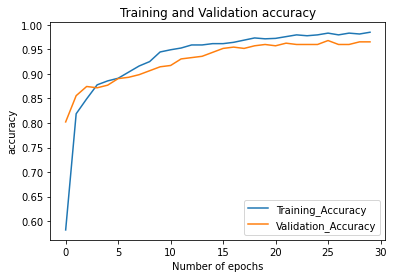 Training and Validation accuracy
1.00
0.95
0.90
0.85
0.80
0.75
0.70
0.65
0.60
accuracy
Training_Accuracy
Validation_Accuracy
0 5 10 15 20 25 30
Number of epochs